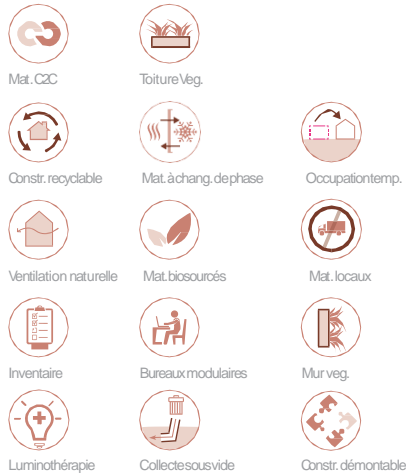 Mat. C2C
Toiture Veg.
Constr. recyclable
Mat. à chang. de phase
Occupation temp.
Ventilation naturelle
Mat. biosourcés
Mat. locaux
Inventaire
Bureaux modulaires
Mur veg.
Luminothérapie
Collecte sous vide
Constr. démontable